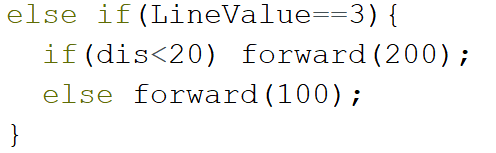 else if(LineValue==3){
  if(dis<20) forward(200);
  else forward(100);
}